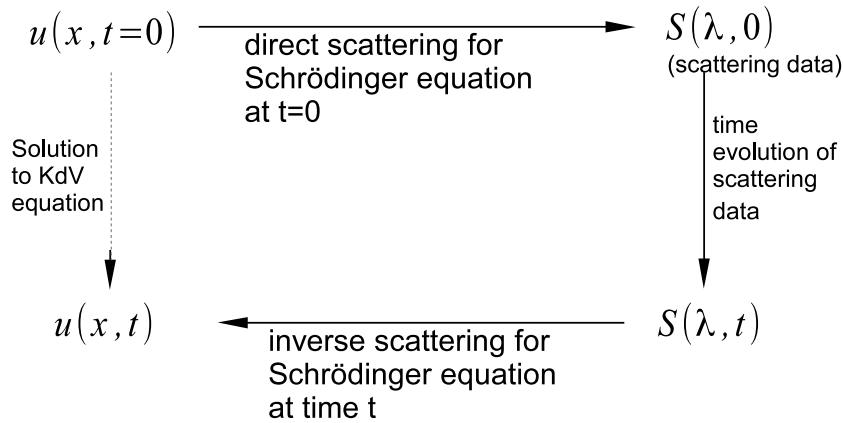 u(x,t=0)
direct scattering for
Schrödinger equation
at t=0
S(λ,0)
(scattering data)
Solution
to KdV
equation
time
evolution of
scattering
data
u(x,t)
inverse scattering for
Schrödinger equation
at time t
S(λ,t)